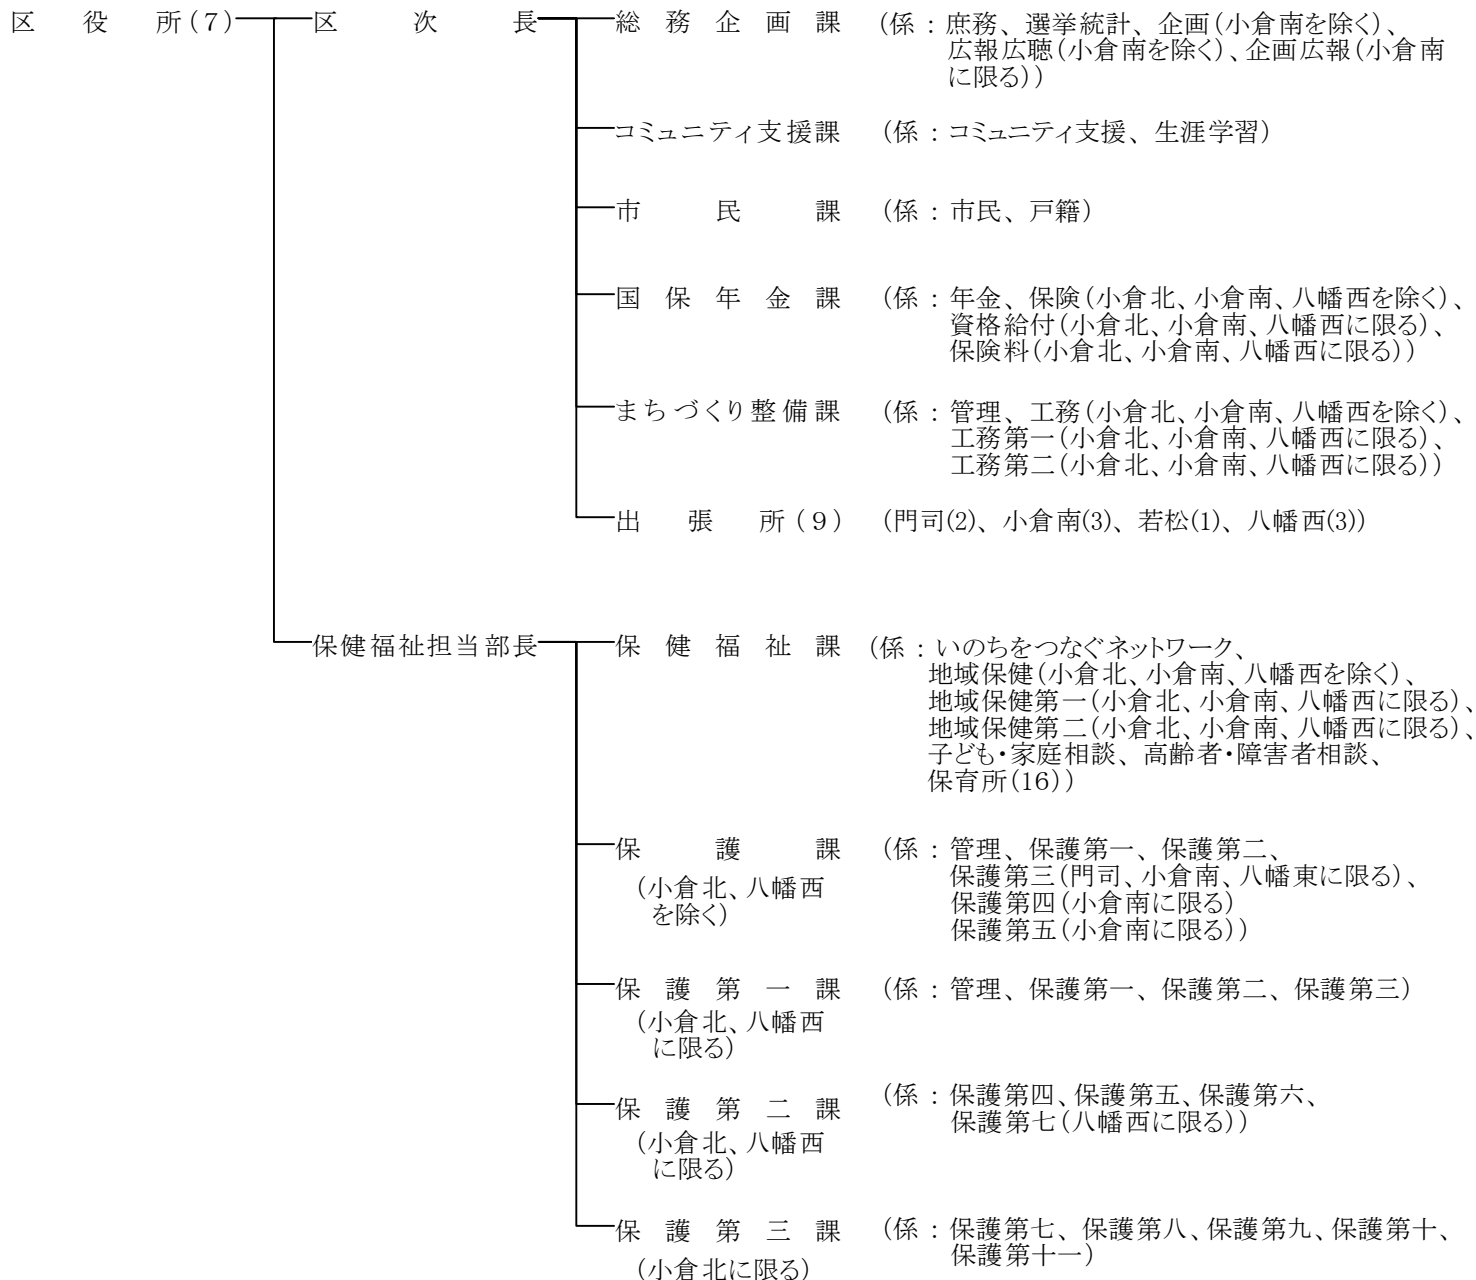 区役所(7) 区次長 総務企画課 (係:庶務、選挙統計、企画(小倉南を除く)、
広報広聴(小倉南を除く)、企画広報(小倉南
に限る))
コミュニティ支援課 (係:コミュニティ支援、生涯学習)
市民課 (係:市民、戸籍)
国保年金課 (係:年金、保険(小倉北、小倉南、八幡西を除く)、
資格給付(小倉北、小倉南、八幡西に限る)、
保険料(小倉北、小倉南、八幡西に限る))
まちづくり整備課 (係:管理、工務(小倉北、小倉南、八幡西を除く)、
工務第一(小倉北、小倉南、八幡西に限る)、
工務第二(小倉北、小倉南、八幡西に限る))
出張所(9) (門司(2)、小倉南(3)、若松(1)、八幡西(3))
保健福祉担当部長 保健福祉課 (係:いのちをつなぐネットワーク、
地域保健(小倉北、小倉南、八幡西を除く)、
地域保健第一(小倉北、小倉南、八幡西に限る)、
地域保健第二(小倉北、小倉南、八幡西に限る)、
子ども・家庭相談、高齢者・障害者相談、
保育所(16))
保護課 (係:管理、保護第一、保護第二、
(小倉北、八幡西 保護第三(門司、小倉南、八幡東に限る)、
を除く) 保護第四(小倉南に限る)
保護第五(小倉南に限る))
保護第一課 (係:管理、保護第一、保護第二、保護第三)
(小倉北、八幡西
に限る)
保護第二課 (係:保護第四、保護第五、保護第六、
(小倉北、八幡西 保護第七(八幡西に限る))
に限る)
保護第三課 (係:保護第七、保護第八、保護第九、保護第十、
(小倉北に限る) 保護第十一)